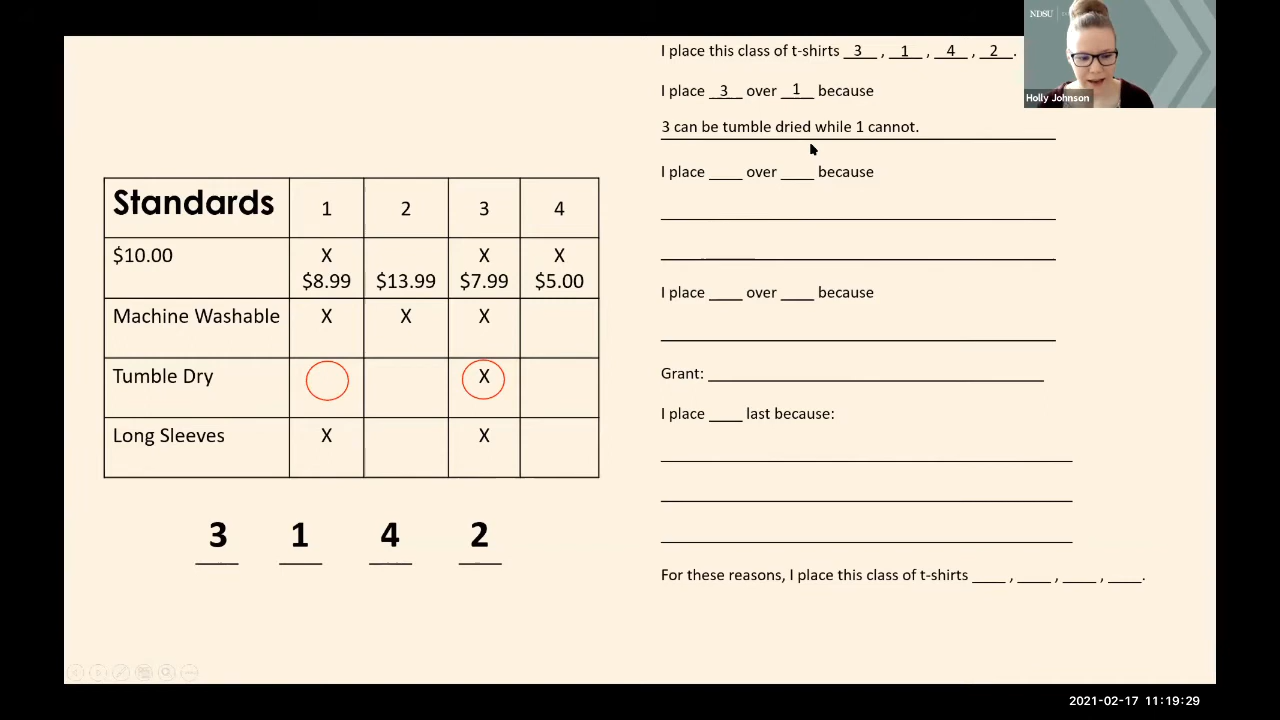 NDSU
Holly Johnson
Standards 1 2 3 4
$10.00 X $8.99 $13.99 X $7.99 X $5.00
Machine Washable X X X
Tumble Dry X
Long Sleeves X X
3 1 4 2
I place this class of t-shirts 3 , 1 , 4 , 2 .
I place 3 over 1 because
3 can be tumble dried while 1 cannot.
I place ____ over ____ because
I place ____ over ____ because
Grant:
I place ____ last because:
For these reasons, I place this class of t-shirts ____ , ____ , ____ , ____.
2021-02-17 11:19:29